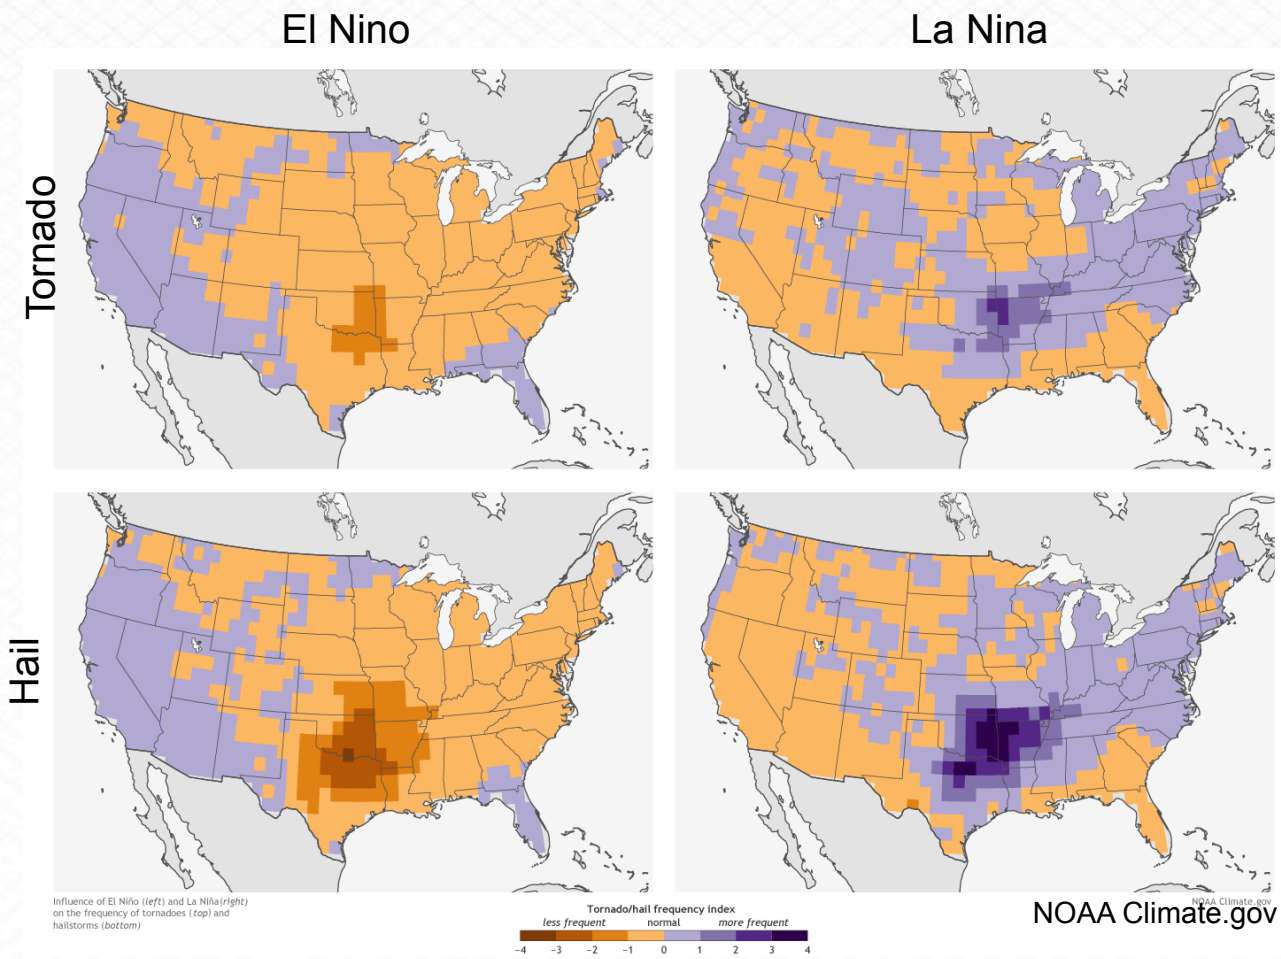 El Nino
La Nina
Tornado
Hail
Influence of El Niño (left) and La Niña(right)
on the frequency of tornadoes (top) and
hailstorms (bottom)
Tornado/hail frequency index
less frequent normal more frequent
−4 −3 −2 −1 0 1 2 3 4
NOAA Climate.gov
NOAA Climate.gov